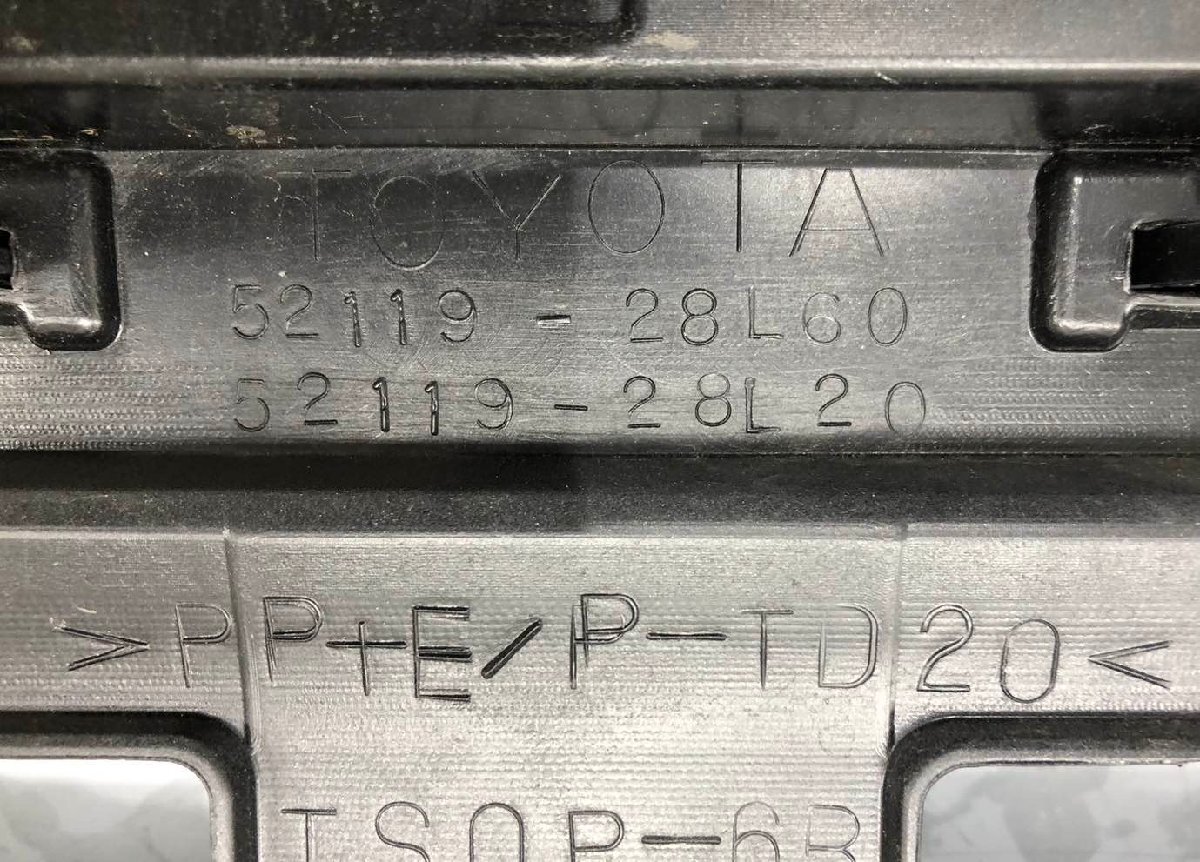 TOYOTA
52119-28L60
52119-28L20
>PP+E/P-TD20<
TSOP-6B